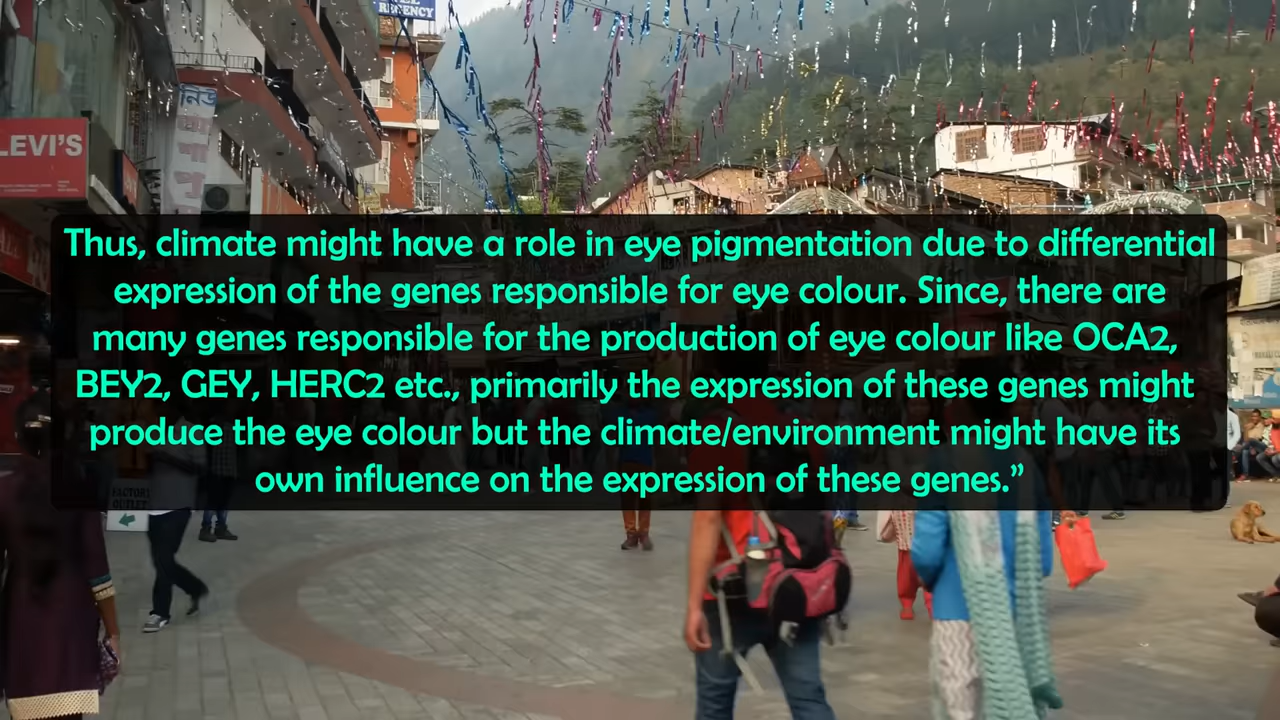 REGENCY
LEVI'S
Thus, climate might have a role in eye pigmentation due to differential
expression of the genes responsible for eye colour. Since, there are
many genes responsible for the production of eye colour like OCA2,
BEY2, GEY, HERC2 etc., primarily the expression of these genes might
produce the eye colour but the climate/environment might have its
own influence on the expression of these genes.”
FACTORY
OUTLET